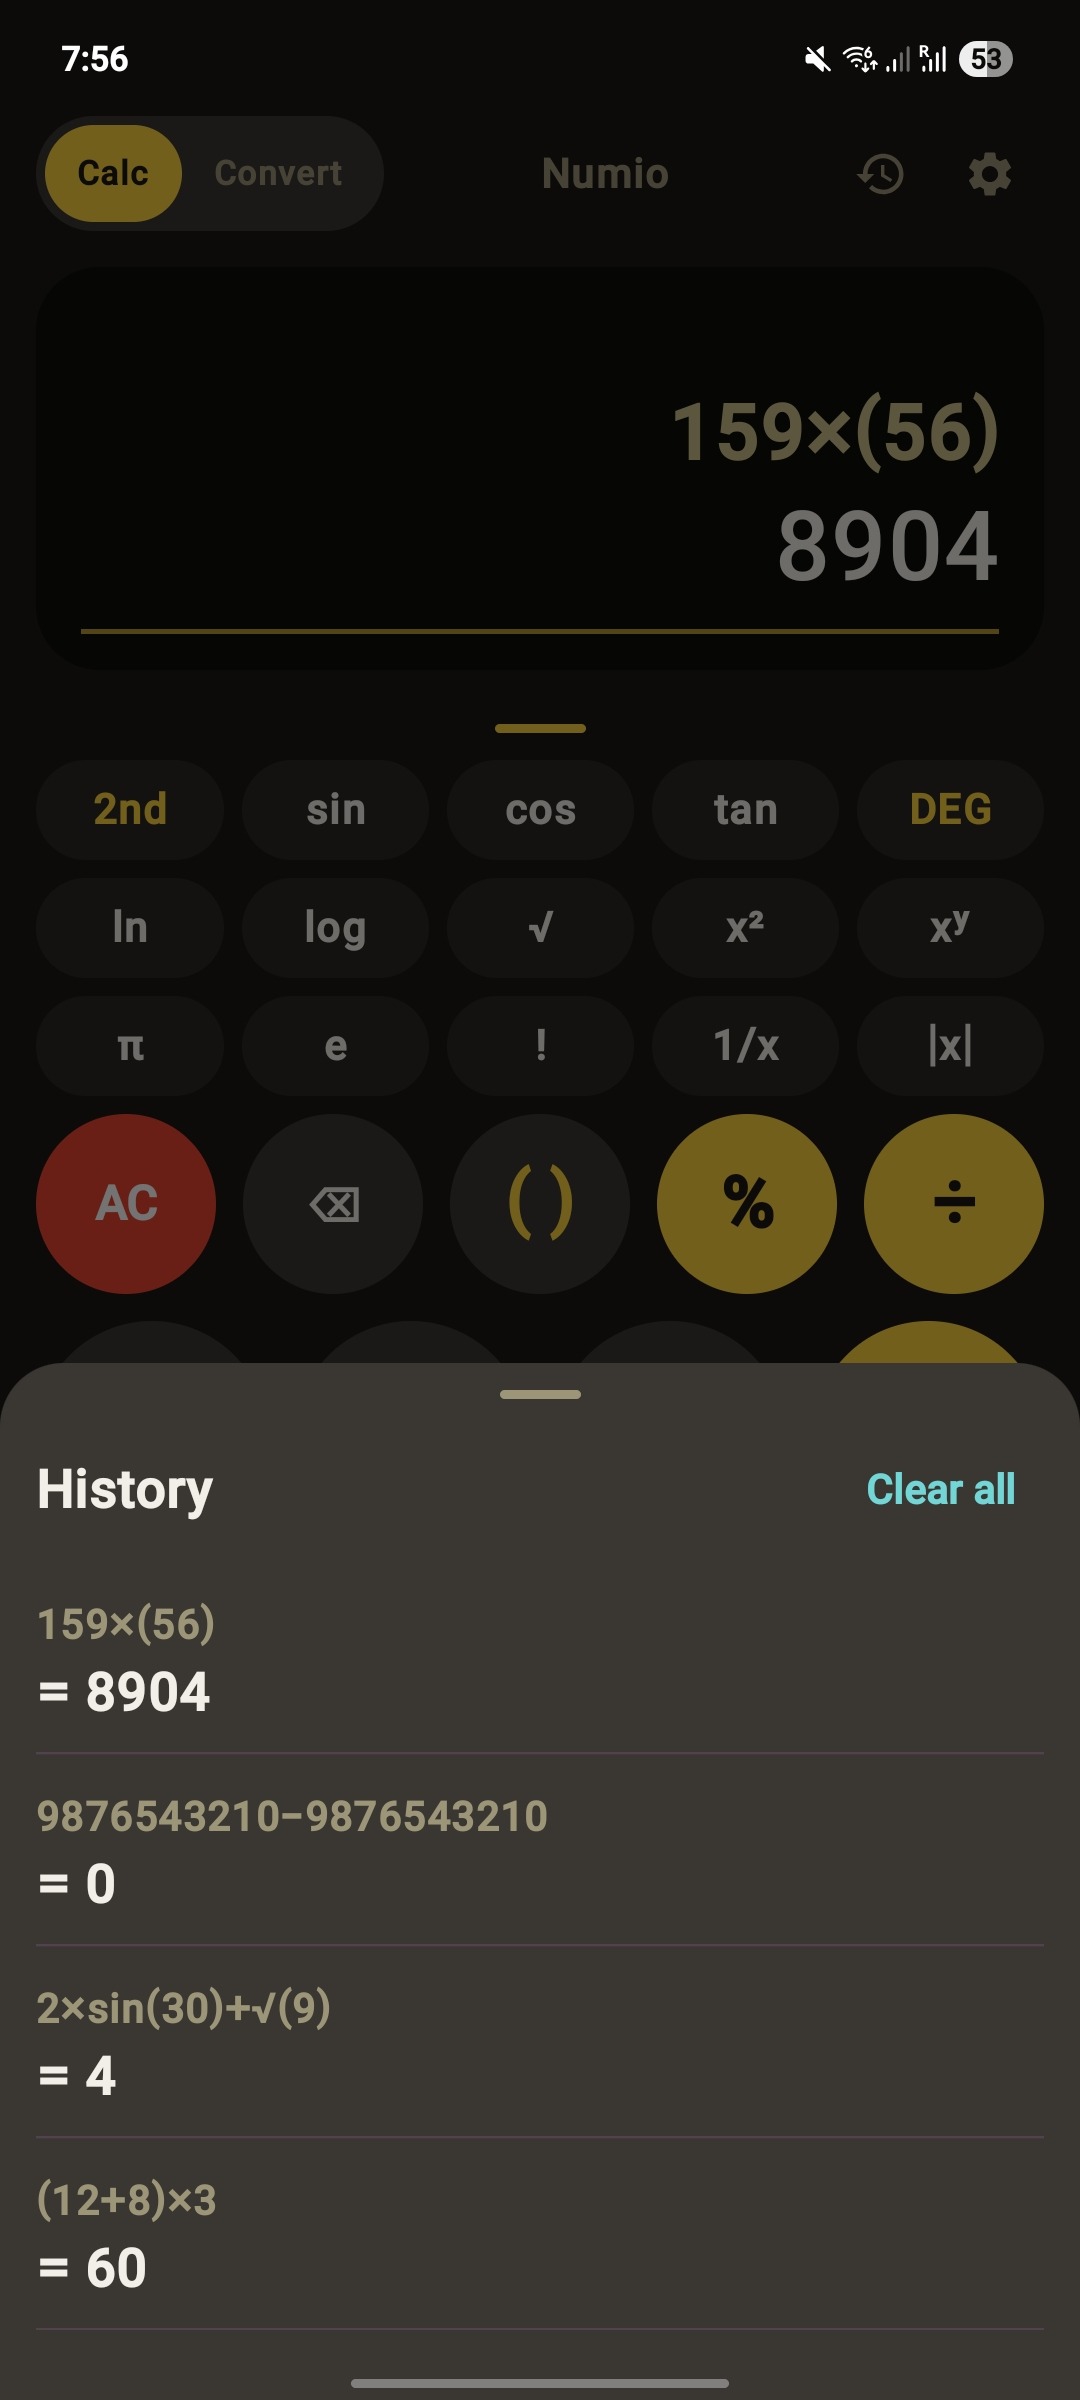 7:56
6 R 53
Calc Convert Numio
159×(56)
8904
2nd sin cos tan DEG
ln log √ x² xʸ
π e ! 1/x |x|
AC ( ) % ÷
History Clear all
159×(56)
= 8904
9876543210−9876543210
= 0
2×sin(30)+√(9)
= 4
(12+8)×3
= 60